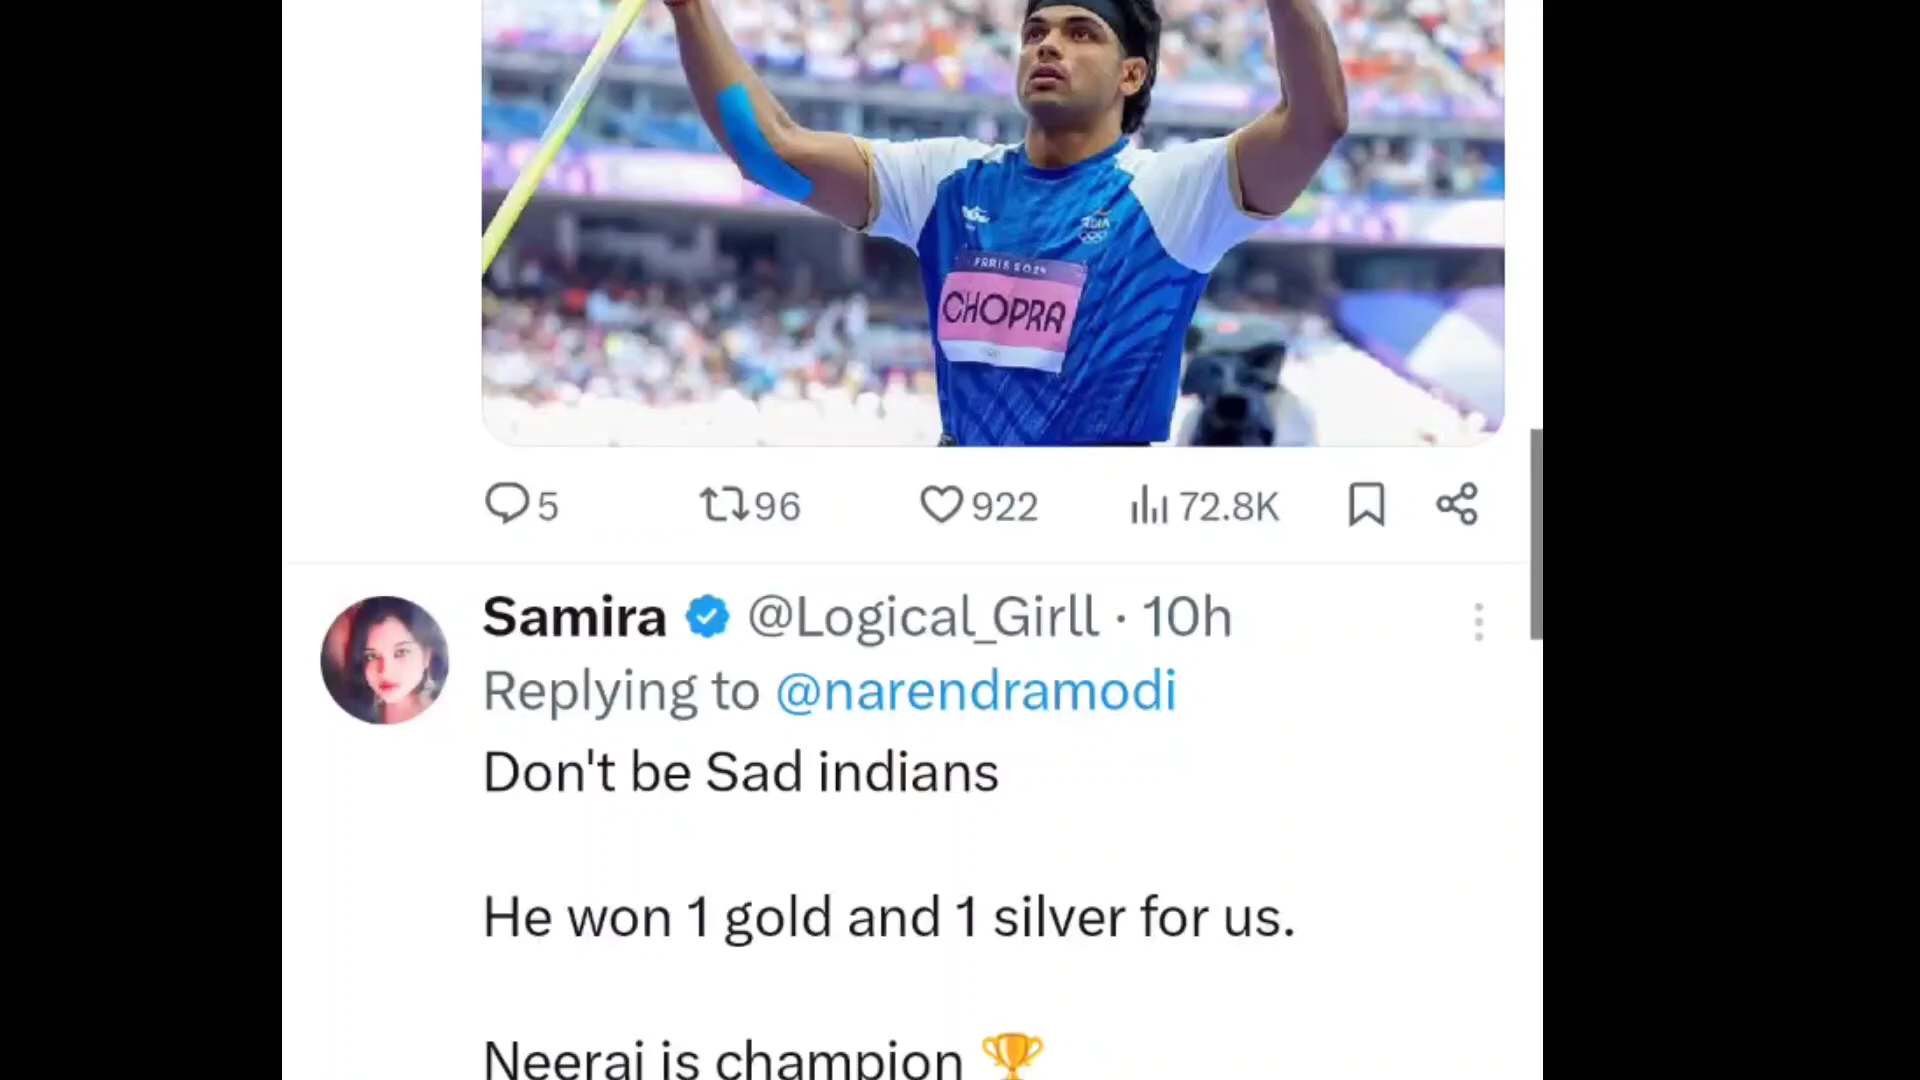 INDIA
PARIS 2024
CHOPRA
5 96 922 72.8K
Samira @Logical_Girll · 10h
Replying to @narendramodi
Don't be Sad indians
He won 1 gold and 1 silver for us.
Neeraj is champion 🏆